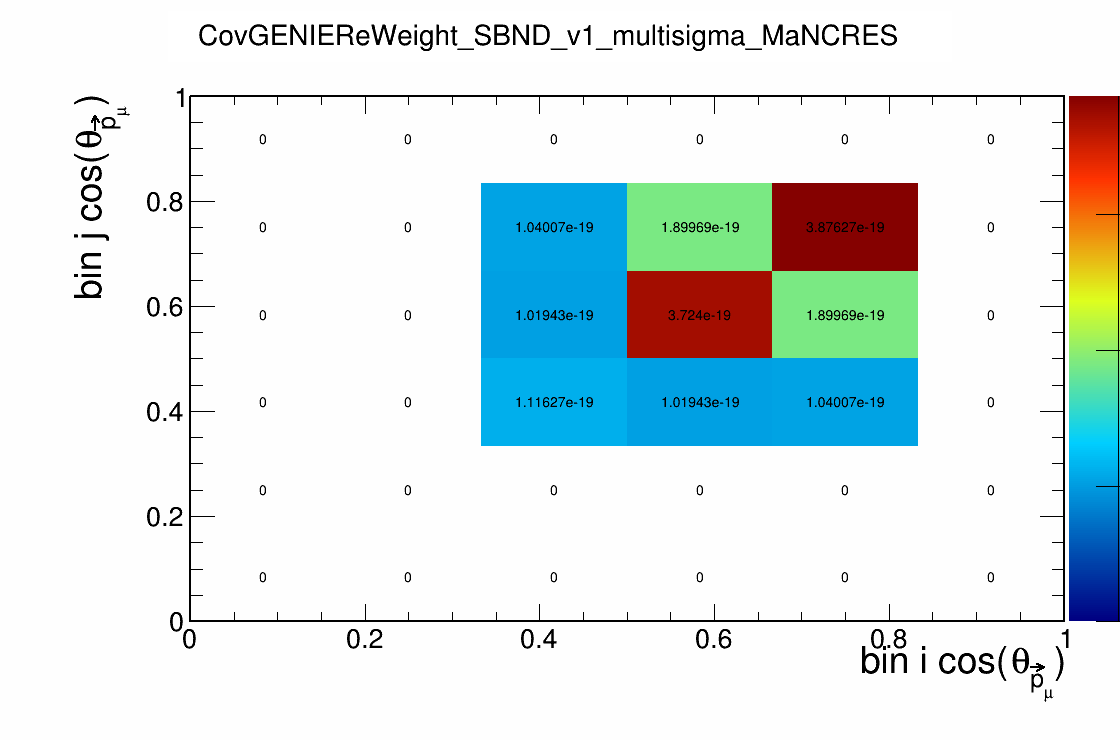 CovGENIEReWeight_SBND_v1_multisigma_MaNCRES
bin j cos(θp⃗μ)
1
0 0 0 0 0 0
0.8
0 0 1.04007e-19 1.89969e-19 3.87627e-19 0
0.6
0 0 1.01943e-19 3.724e-19 1.89969e-19 0
0.4
0 0 1.11627e-19 1.01943e-19 1.04007e-19 0
0 0 0 0 0 0
0.2
0 0 0 0 0 0
0
0 0.2 0.4 0.6 0.8 1
bin i cos(θp⃗μ)